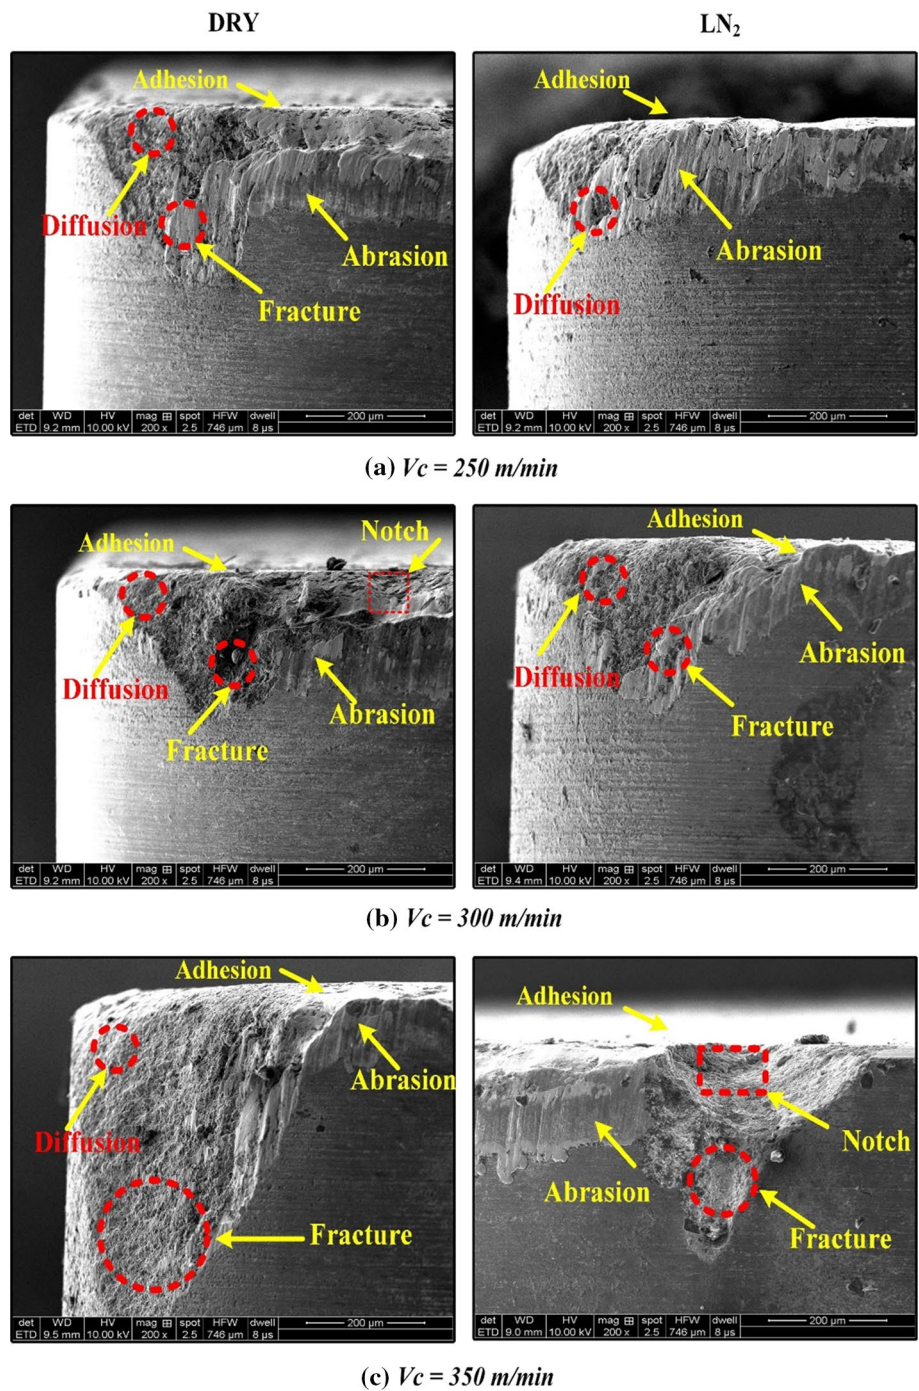 DRY
LN₂
Adhesion
Diffusion
Abrasion
Fracture
det WD HV mag ⊞ spot HFW dwell 200 µm
ETD 9.2 mm 10.00 kV 200 x 2.5 746 µm 8 µs
Adhesion
Abrasion
Diffusion
det WD HV mag ⊞ spot HFW dwell 200 µm
ETD 9.2 mm 10.00 kV 200 x 2.5 746 µm 8 µs
(a) Vc = 250 m/min
Notch
Adhesion
Diffusion
Abrasion
Fracture
det WD HV mag ⊞ spot HFW dwell 200 µm
ETD 9.2 mm 10.00 kV 200 x 2.5 746 µm 8 µs
Adhesion
Abrasion
Diffusion
Fracture
det WD HV mag ⊞ spot HFW dwell 200 µm
ETD 9.4 mm 10.00 kV 200 x 2.5 746 µm 8 µs
(b) Vc = 300 m/min
Adhesion
Abrasion
Diffusion
Fracture
det WD HV mag ⊞ spot HFW dwell 200 µm
ETD 9.5 mm 10.00 kV 200 x 2.5 746 µm 8 µs
Adhesion
Notch
Abrasion
Fracture
det WD HV mag ⊞ spot HFW dwell 200 µm
ETD 9.0 mm 10.00 kV 200 x 2.5 746 µm 8 µs
(c) Vc = 350 m/min